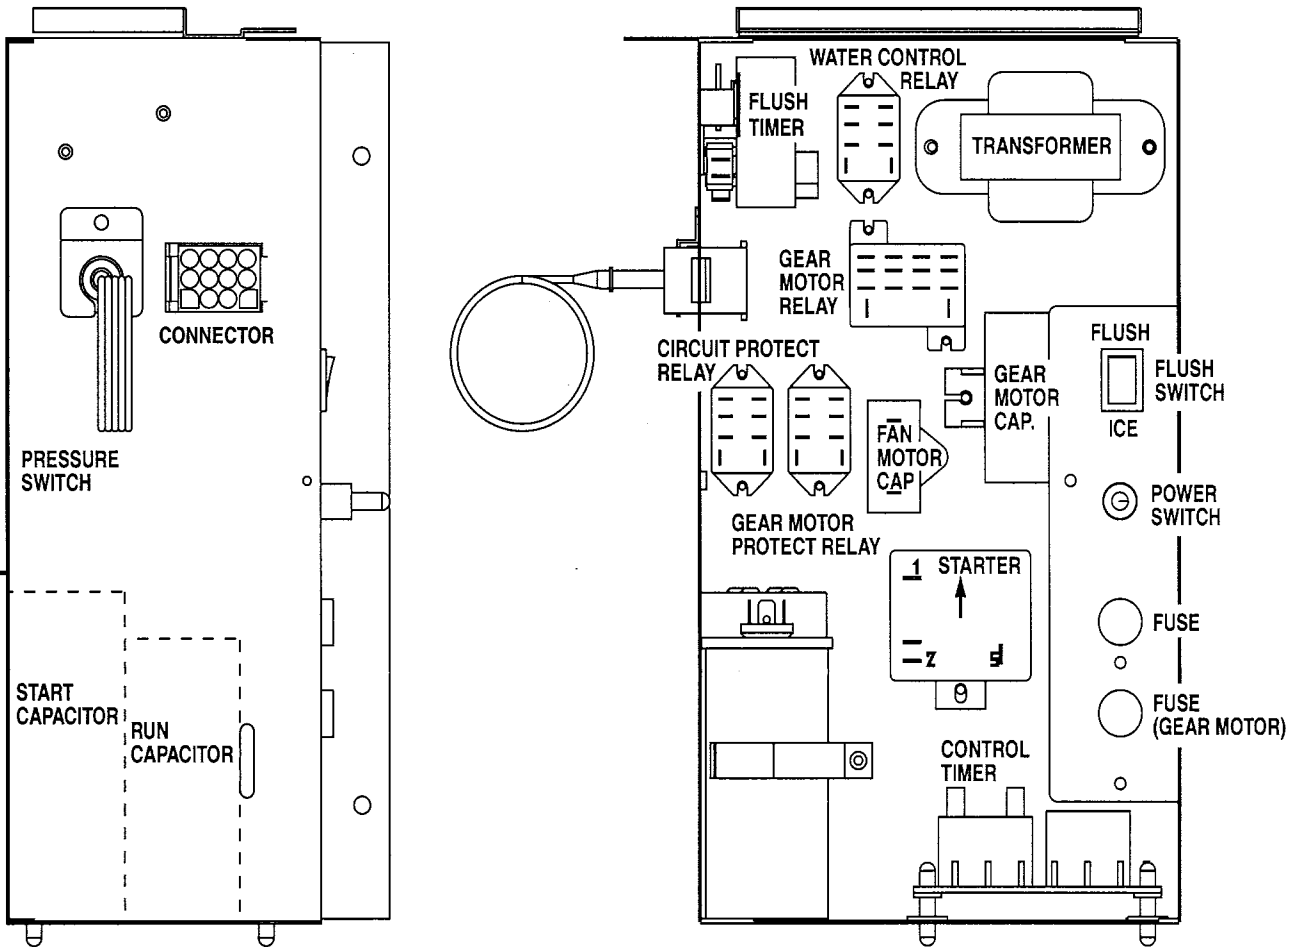 CONNECTOR
PRESSURE
SWITCH
START
CAPACITOR
RUN
CAPACITOR
WATER CONTROL
RELAY
FLUSH
TIMER
TRANSFORMER
GEAR
MOTOR
RELAY
CIRCUIT PROTECT
RELAY
GEAR
MOTOR
CAP.
FLUSH
FLUSH
SWITCH
ICE
FAN
MOTOR
CAP
POWER
SWITCH
GEAR MOTOR
PROTECT RELAY
1 STARTER
2 5
FUSE
FUSE
(GEAR MOTOR)
CONTROL
TIMER